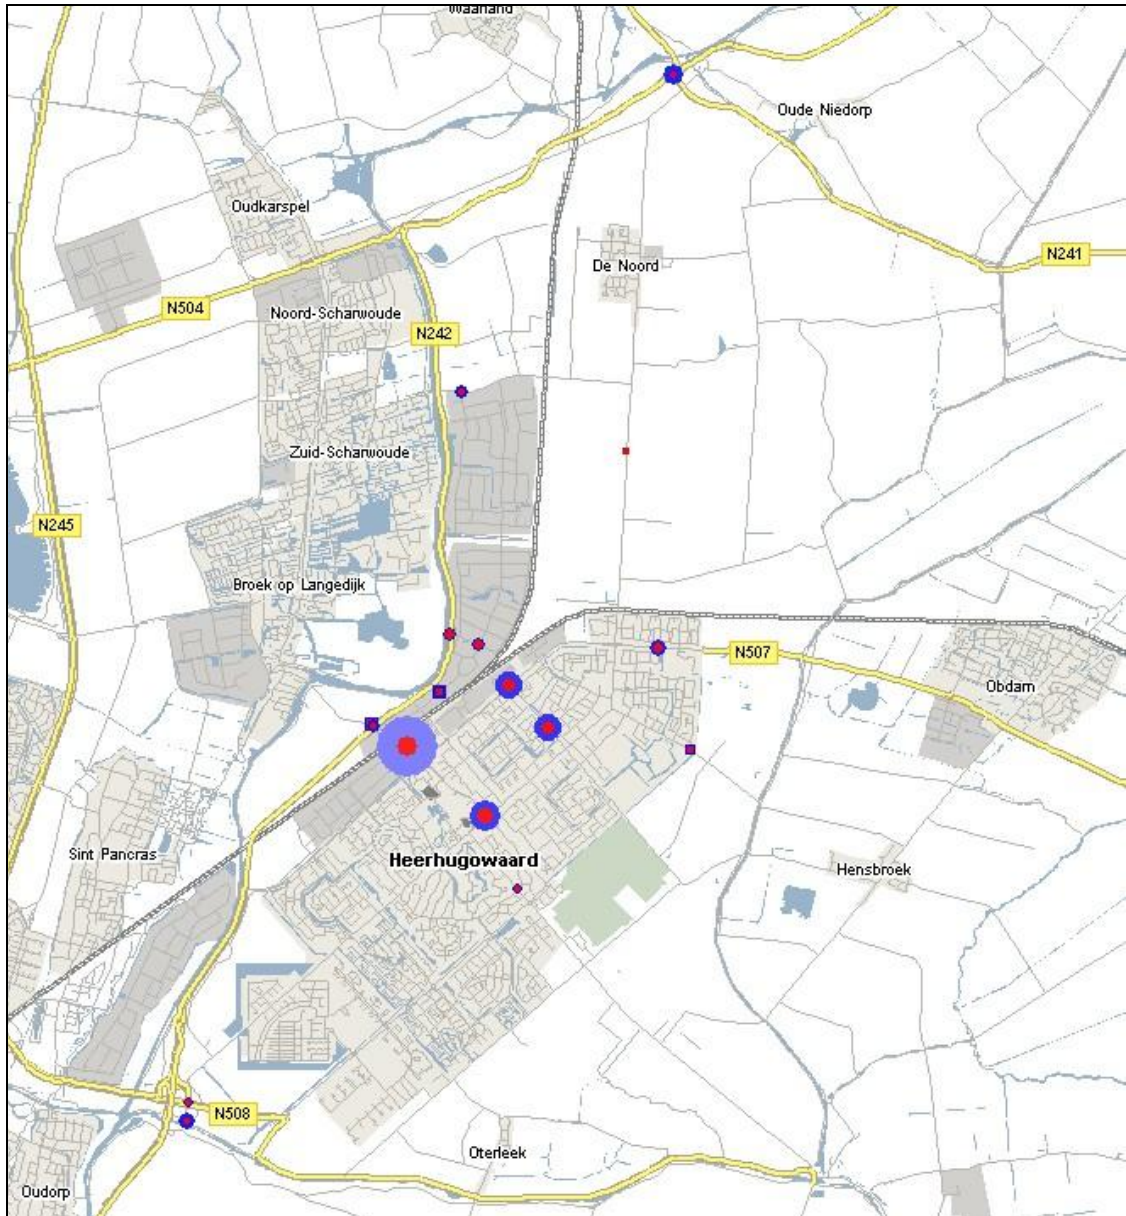 Waarland
Oude Niedorp
Oudkarspel
N241
De Noord
N504
Noord-Scharwoude
N242
Zuid-Scharwoude
N245
Broek op Langedijk
N507
Obdam
Sint Pancras
Heerhugowaard
Hensbroek
N508
Oterleek
Oudorp